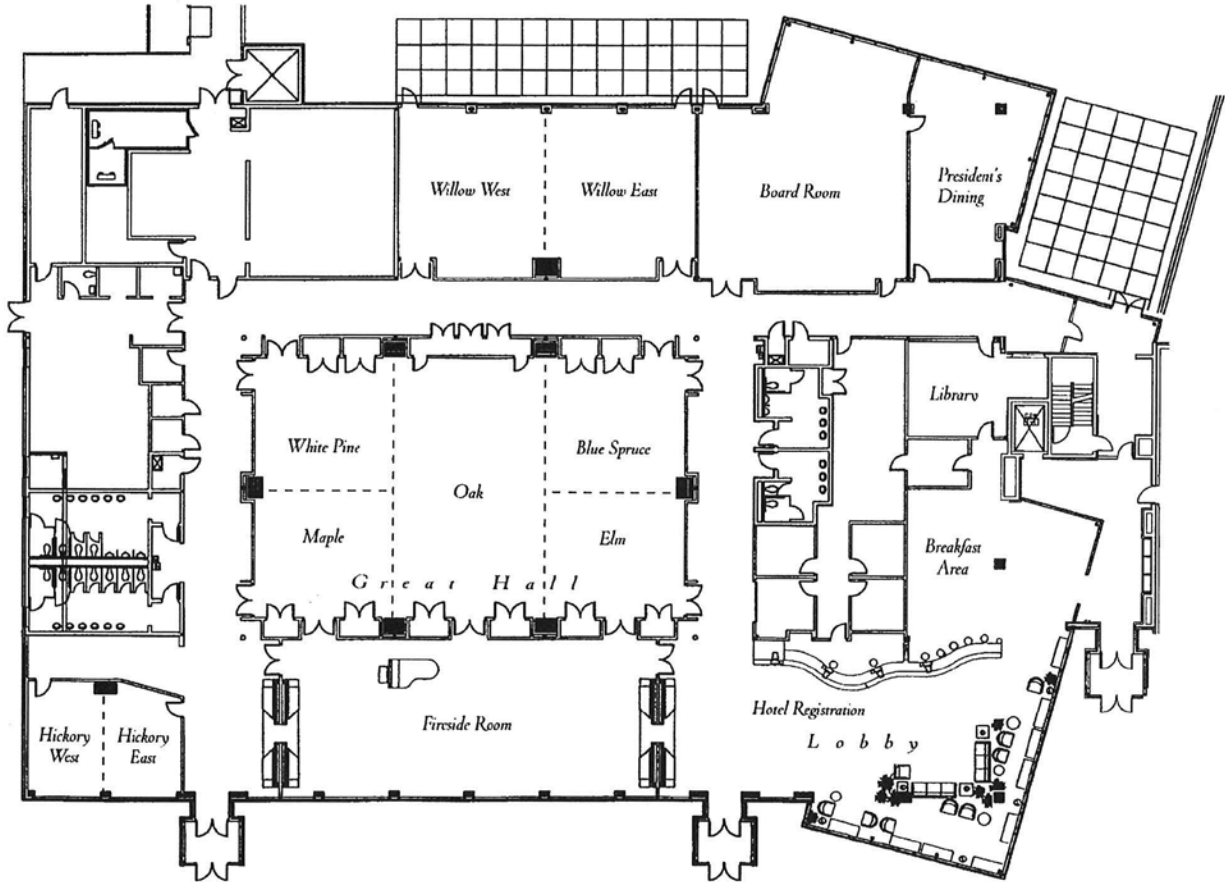 Willow West
Willow East
Board Room
President's
Dining
Library
White Pine
Blue Spruce
Oak
Maple
Elm
Great Hall
Breakfast
Area
Hickory
West
Hickory
East
Fireside Room
Hotel Registration
Lobby